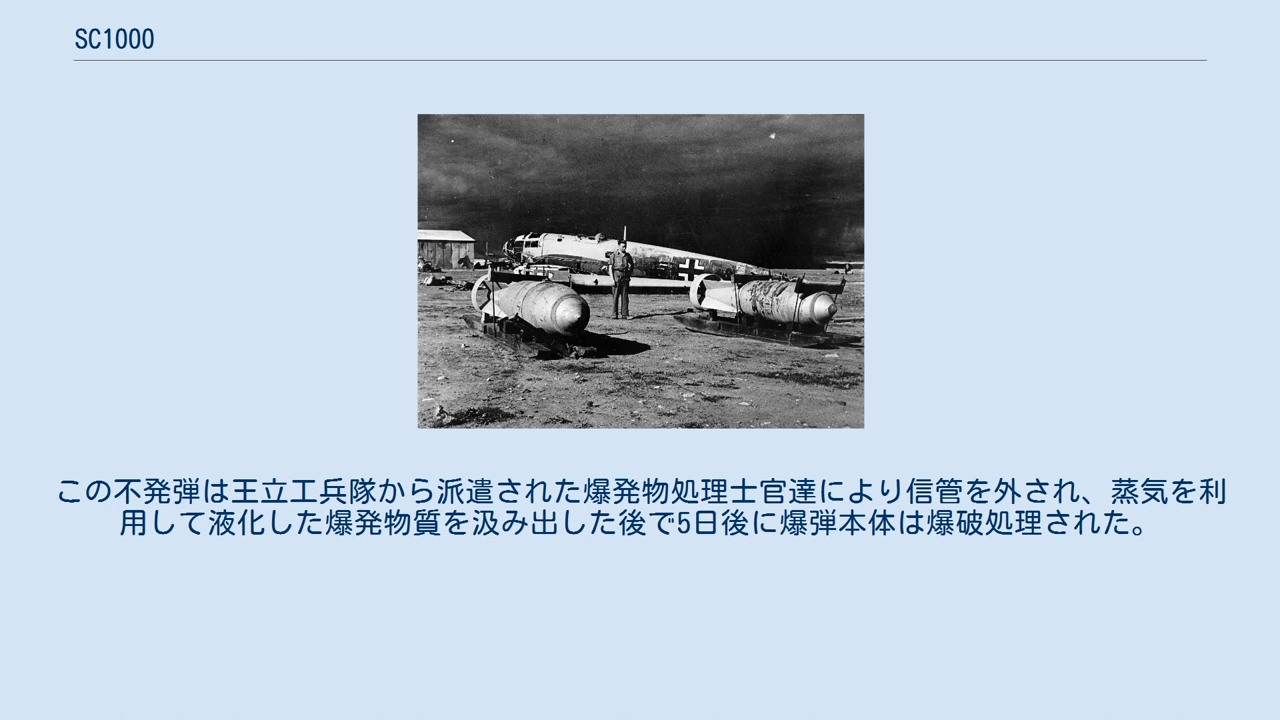 SC1000
この不発弾は王立工兵隊から派遣された爆発物処理士官達により信管を外され、蒸気を利
用して液化した爆発物質を汲み出した後で5日後に爆弾本体は爆破処理された。